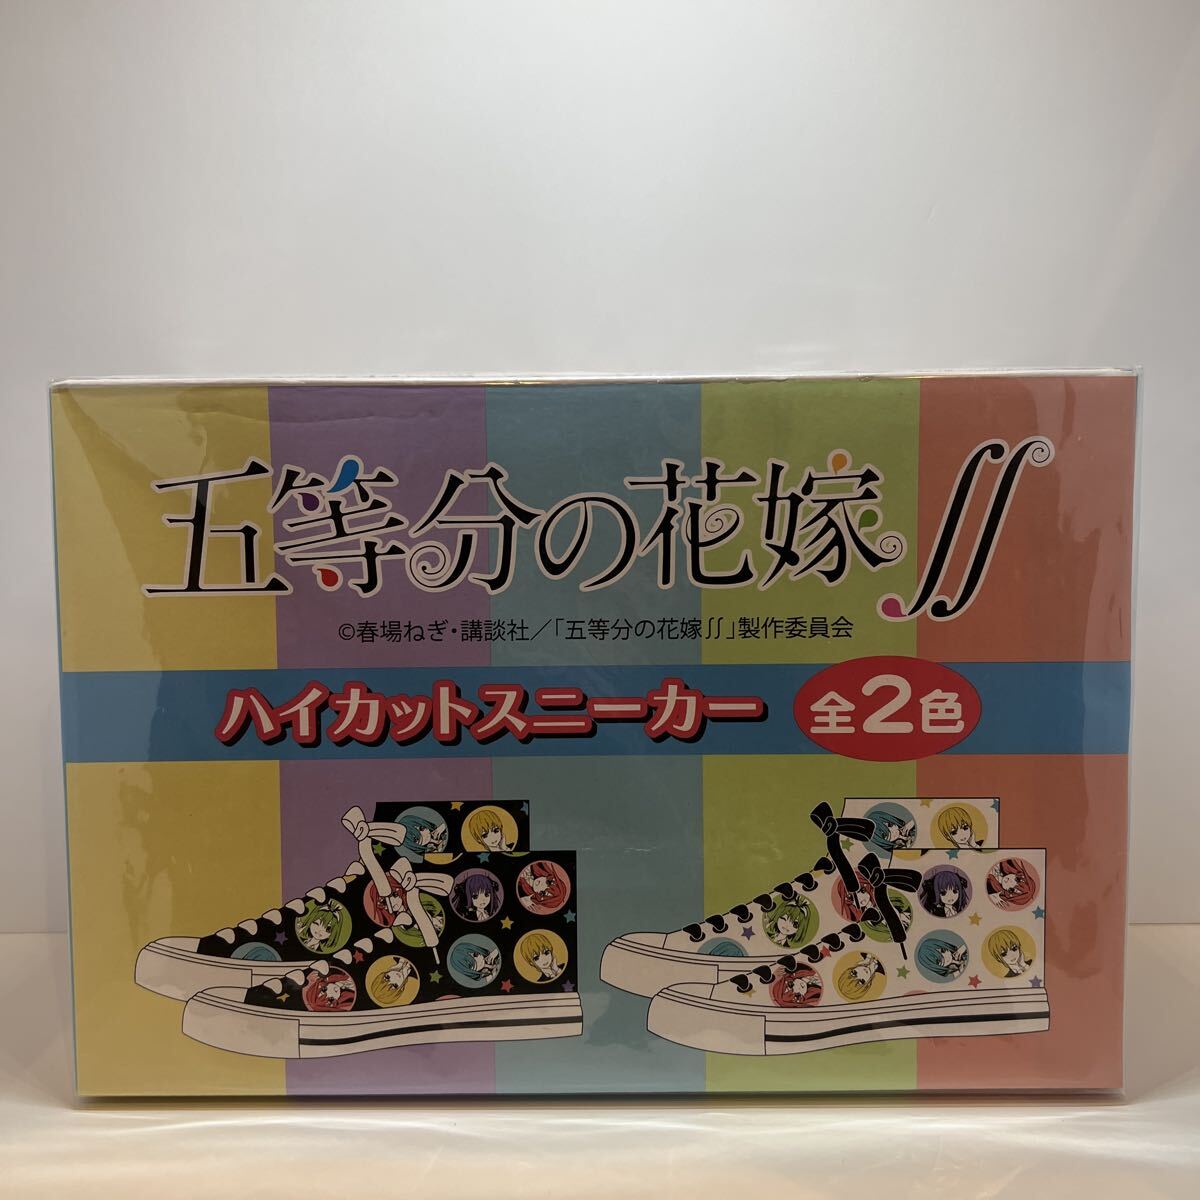 五等分の花嫁∬
©春場ねぎ・講談社／「五等分の花嫁∬」製作委員会
ハイカットスニーカー 全2色